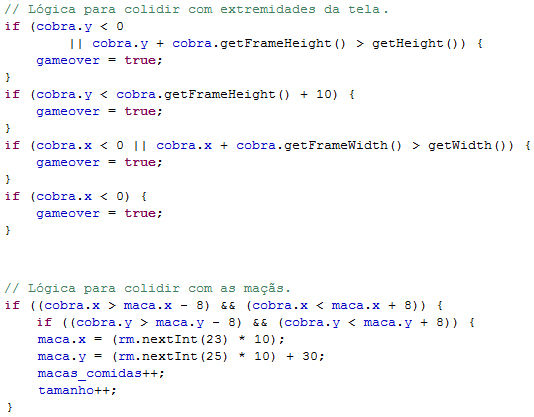 // Lógica para colidir com extremidades da tela.
if (cobra.y < 0
        || cobra.y + cobra.getFrameHeight() > getHeight()) {
    gameover = true;
}
if (cobra.y < cobra.getFrameHeight() + 10) {
    gameover = true;
}
if (cobra.x < 0 || cobra.x + cobra.getFrameWidth() > getWidth()) {
    gameover = true;
}
if (cobra.x < 0) {
    gameover = true;
}
// Lógica para colidir com as maçãs.
if ((cobra.x > maca.x - 8) && (cobra.x < maca.x + 8)) {
    if ((cobra.y > maca.y - 8) && (cobra.y < maca.y + 8)) {
    maca.x = (rm.nextInt(23) * 10);
    maca.y = (rm.nextInt(25) * 10) + 30;
    macas_comidas++;
    tamanho++;
}